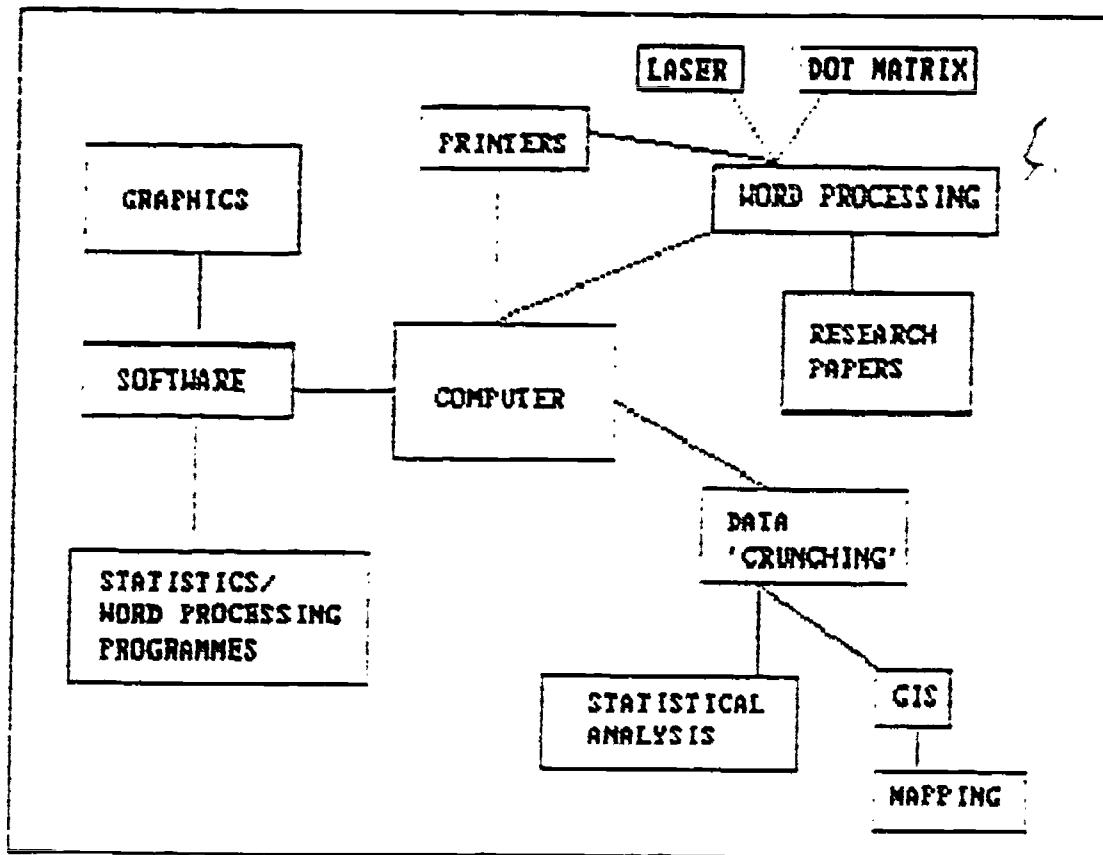 LASER
DOT MATRIX
PRINTERS
GRAPHICS
WORD PROCESSING
RESEARCH
PAPERS
SOFTWARE
COMPUTER
DATA
'CRUNCHING'
STATISTICS/
WORD PROCESSING
PROGRAMMES
STATISTICAL
ANALYSIS
GIS
MAPPING